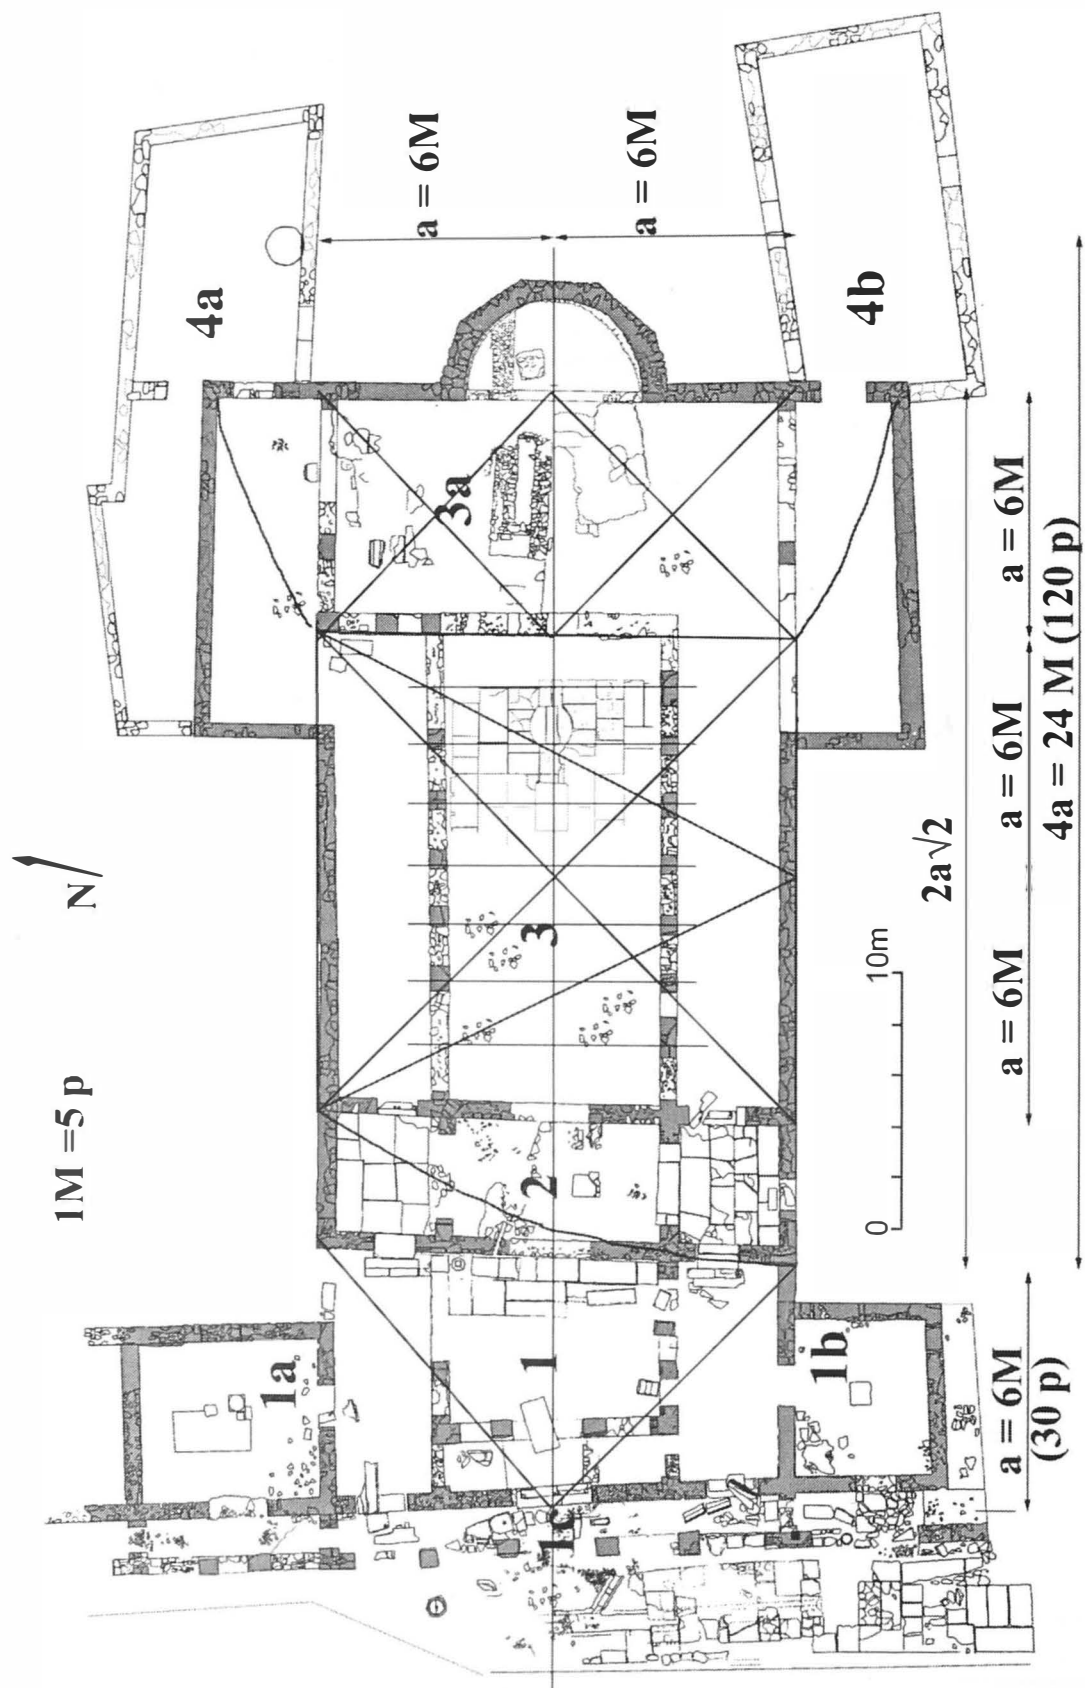 a = 6M
a = 6M
4a
4b
3a
a = 6M
N
a = 6M
4a = 24 M (120 p)
2a√2
3
10m
a = 6M
1M =5 p
2
0
1a
1
1b
a = 6M
(30 p)
1c